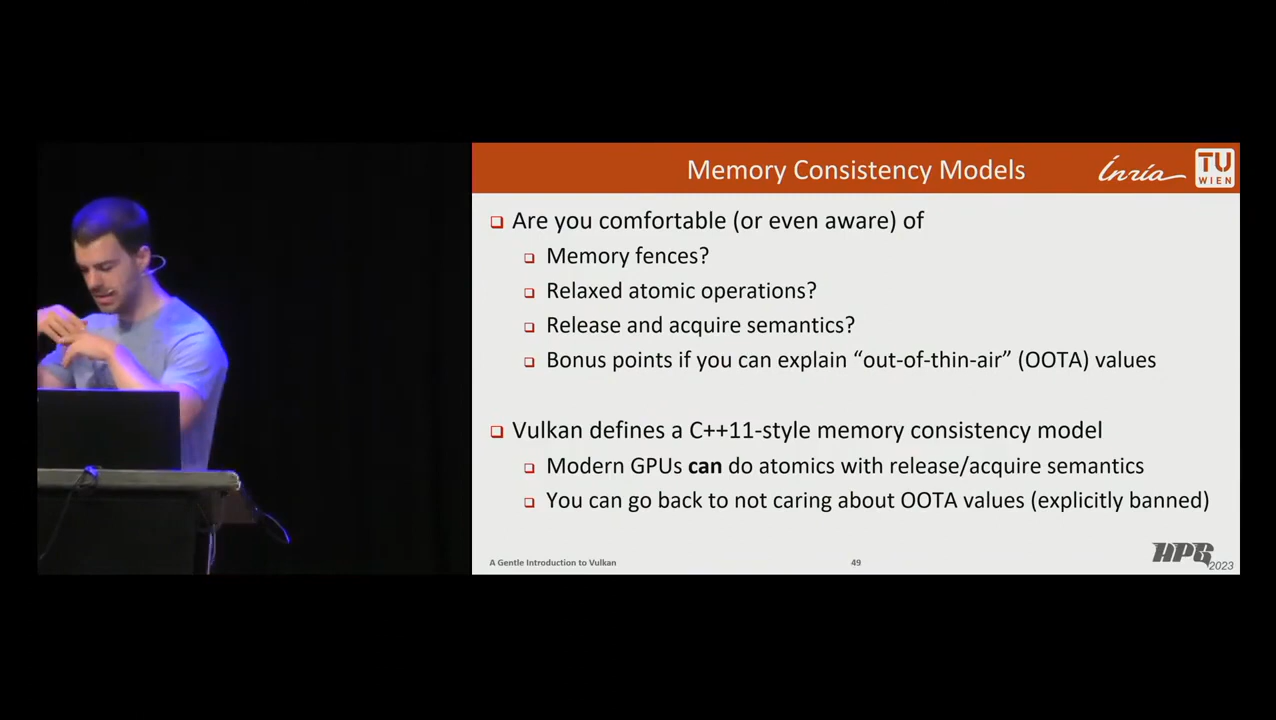 Memory Consistency Models
Inria
TU
WIEN
Are you comfortable (or even aware) of
Memory fences?
Relaxed atomic operations?
Release and acquire semantics?
Bonus points if you can explain “out-of-thin-air” (OOTA) values
Vulkan defines a C++11-style memory consistency model
Modern GPUs can do atomics with release/acquire semantics
You can go back to not caring about OOTA values (explicitly banned)
A Gentle Introduction to Vulkan
49
HPG
2023